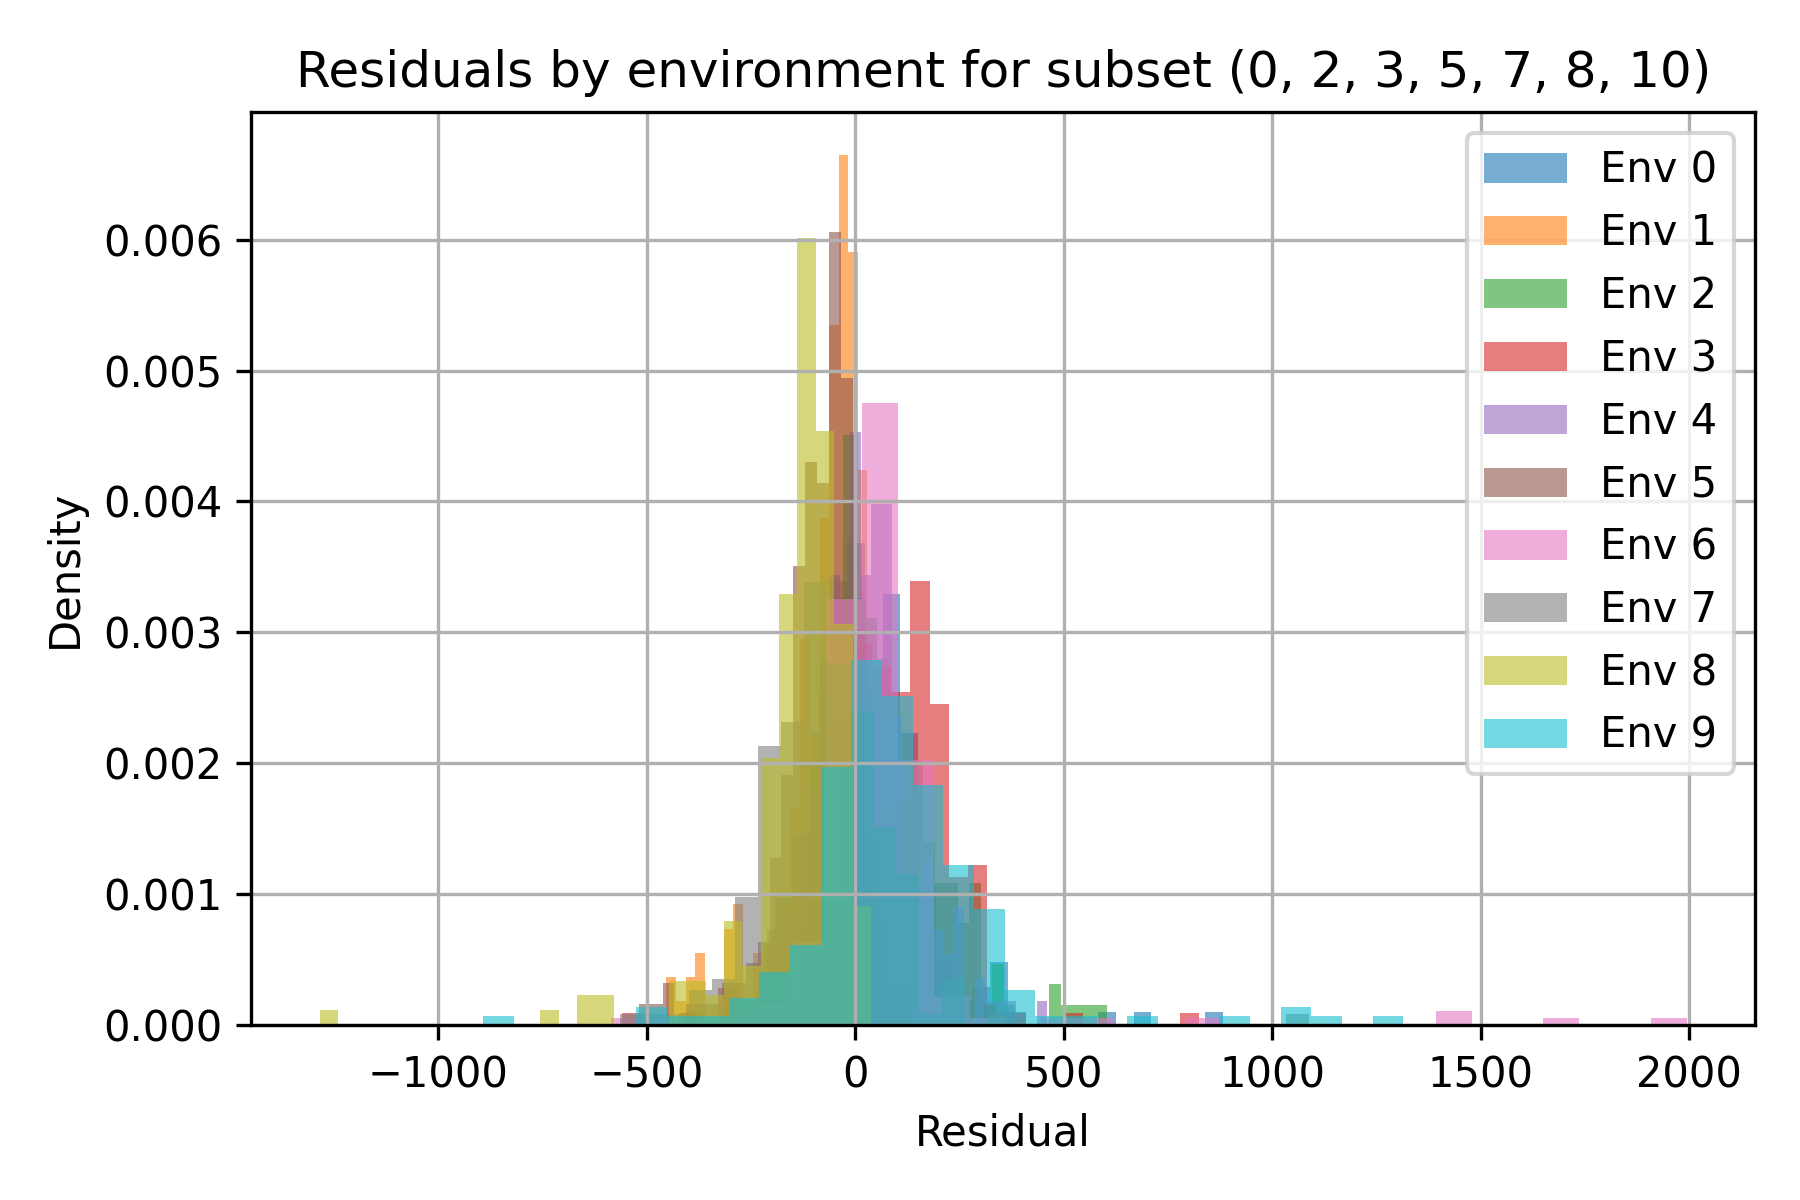 Residuals by environment for subset (0, 2, 3, 5, 7, 8, 10)
Density
0.006
0.005
0.004
0.003
0.002
0.001
0.000
−1000
−500
0
500
1000
1500
2000
Residual
Env 0
Env 1
Env 2
Env 3
Env 4
Env 5
Env 6
Env 7
Env 8
Env 9